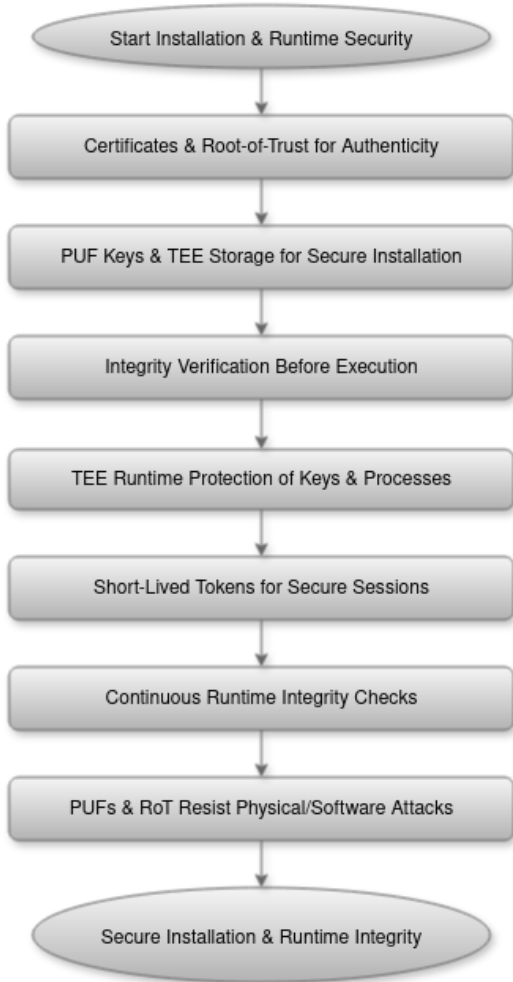 Start Installation & Runtime Security
Certificates & Root-of-Trust for Authenticity
PUF Keys & TEE Storage for Secure Installation
Integrity Verification Before Execution
TEE Runtime Protection of Keys & Processes
Short-Lived Tokens for Secure Sessions
Continuous Runtime Integrity Checks
PUFs & RoT Resist Physical/Software Attacks
Secure Installation & Runtime Integrity